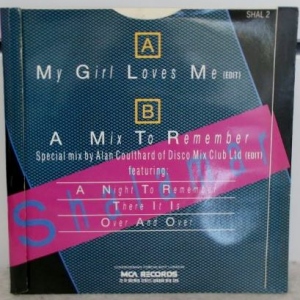 SHAL 2
A
My Girl Loves Me (EDIT)
B
A Mix To Remember
Special mix by Alan Coulthard of Disco Mix Club Ltd (EDIT)
featuring:
A Night To Remember
There It Is
Over And Over
Shalamar
MCA RECORDS